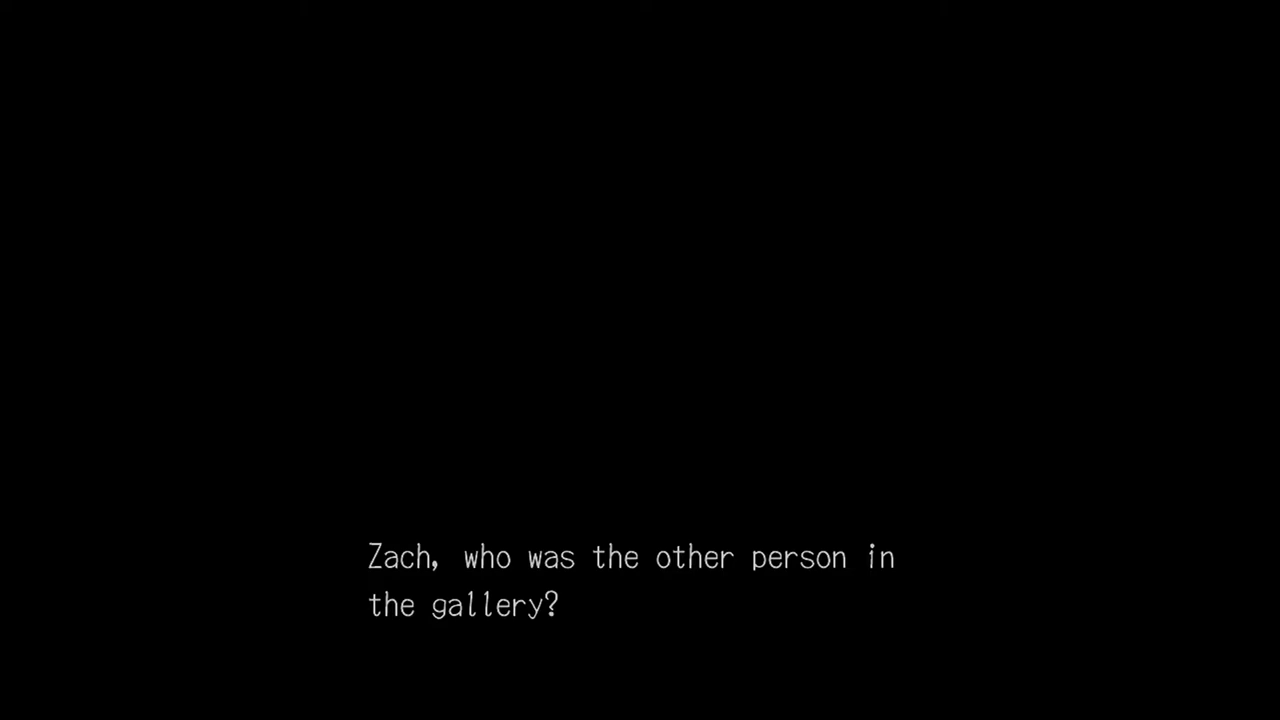 Zach, who was the other person in
the gallery?